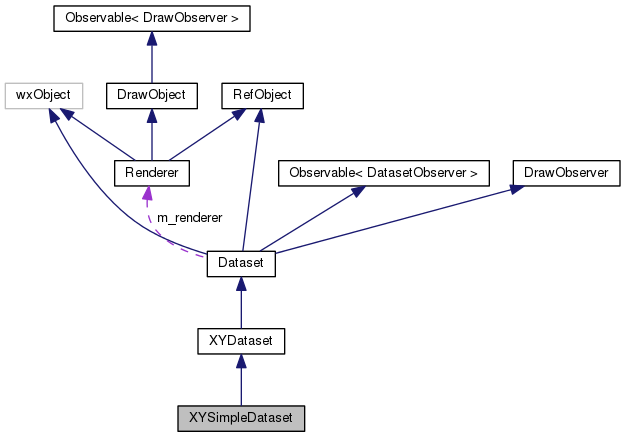 Observable< DrawObserver >
wxObject
DrawObject
RefObject
Renderer
Observable< DatasetObserver >
DrawObserver
m_renderer
Dataset
XYDataset
XYSimpleDataset